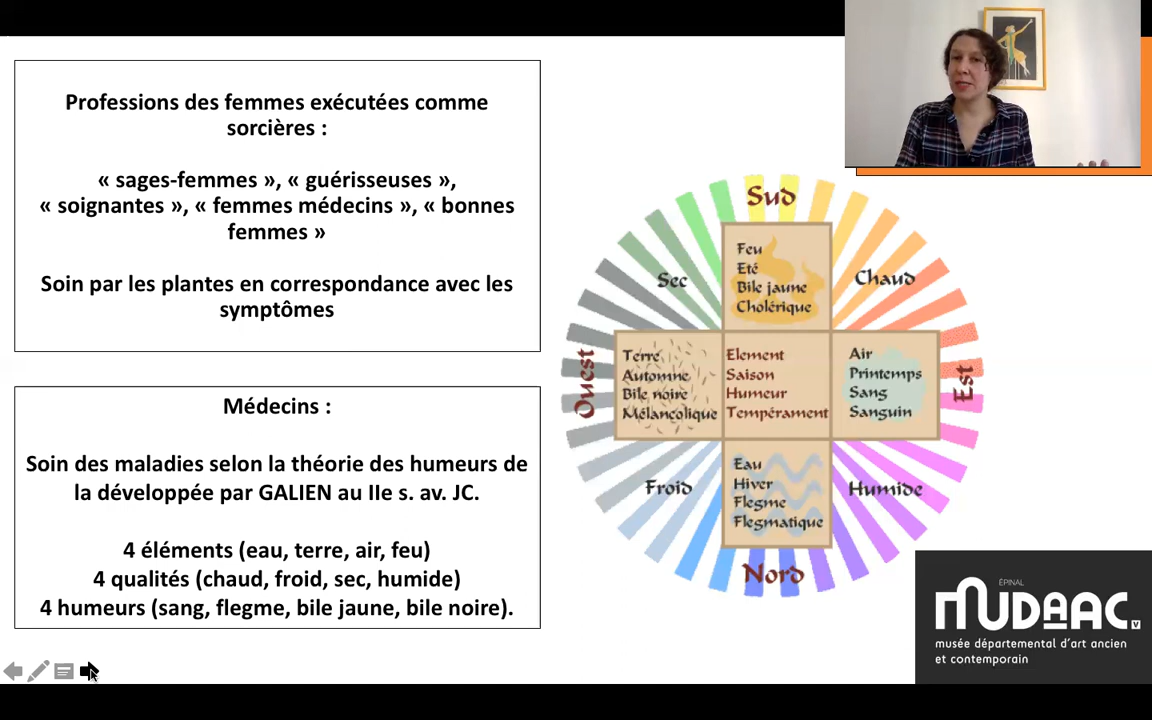 Professions des femmes exécutées comme
sorcières :
« sages-femmes », « guérisseuses »,
« soignantes », « femmes médecins », « bonnes
femmes »
Soin par les plantes en correspondance avec les
symptômes
Médecins :
Soin des maladies selon la théorie des humeurs de
la développée par GALIEN au IIe s. av. JC.
4 éléments (eau, terre, air, feu)
4 qualités (chaud, froid, sec, humide)
4 humeurs (sang, flegme, bile jaune, bile noire).
Sud
Sec
Feu
Eté
Bile jaune
Cholérique
Chaud
Ouest
Terre
Automne
Bile noire
Mélançolique
Element
Saison
Humeur
Tempérament
Air
Printemps
Sang
Sanguin
Est
Froid
Eau
Hiver
Flegme
Flegmatique
Humide
Nord
ÉPINAL
MUDAAC
V
musée départemental d'art ancien
et contemporain